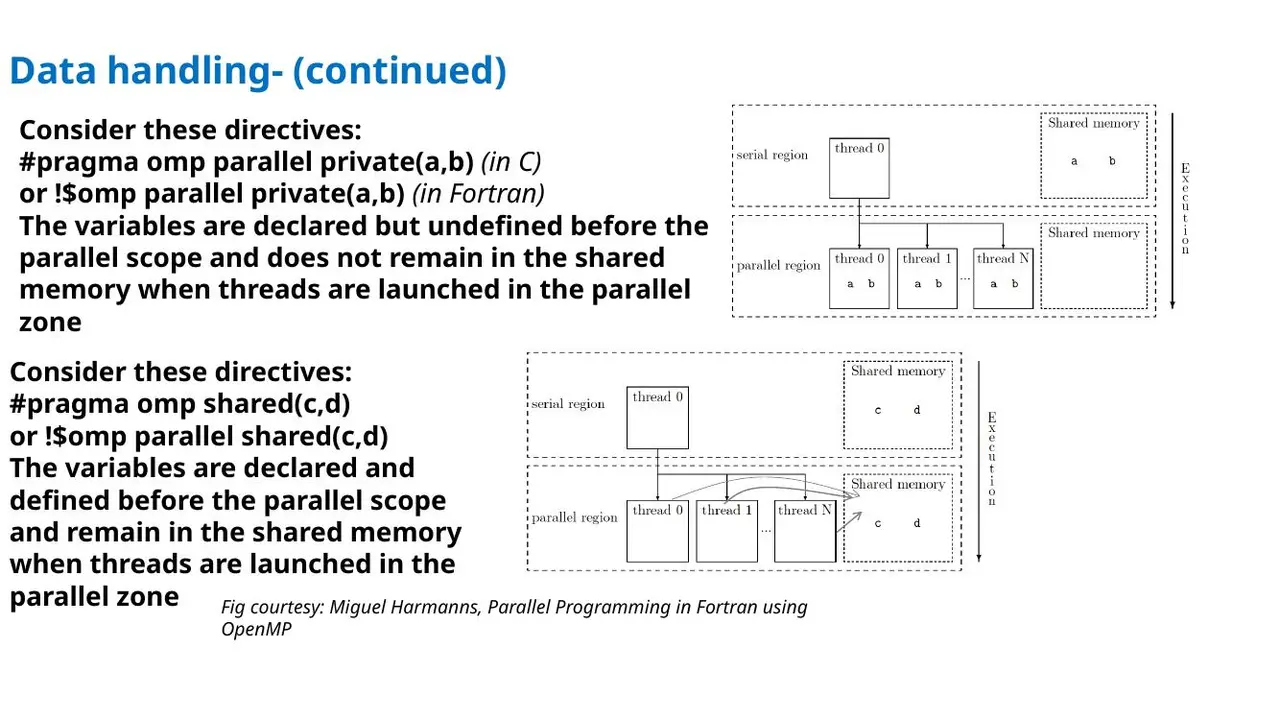 Data handling- (continued)
Consider these directives:
#pragma omp parallel private(a,b) (in C)
or !$omp parallel private(a,b) (in Fortran)
The variables are declared but undefined before the
parallel scope and does not remain in the shared
memory when threads are launched in the parallel
zone
serial region
thread 0
Shared memory
a b
parallel region
thread 0
a b
thread 1
a b
...
thread N
a b
Shared memory
Execution
Consider these directives:
#pragma omp shared(c,d)
or !$omp parallel shared(c,d)
The variables are declared and
defined before the parallel scope
and remain in the shared memory
when threads are launched in the
parallel zone
serial region
thread 0
Shared memory
c d
parallel region
thread 0
thread 1
...
thread N
Shared memory
c d
Execution
Fig courtesy: Miguel Harmanns, Parallel Programming in Fortran using
OpenMP